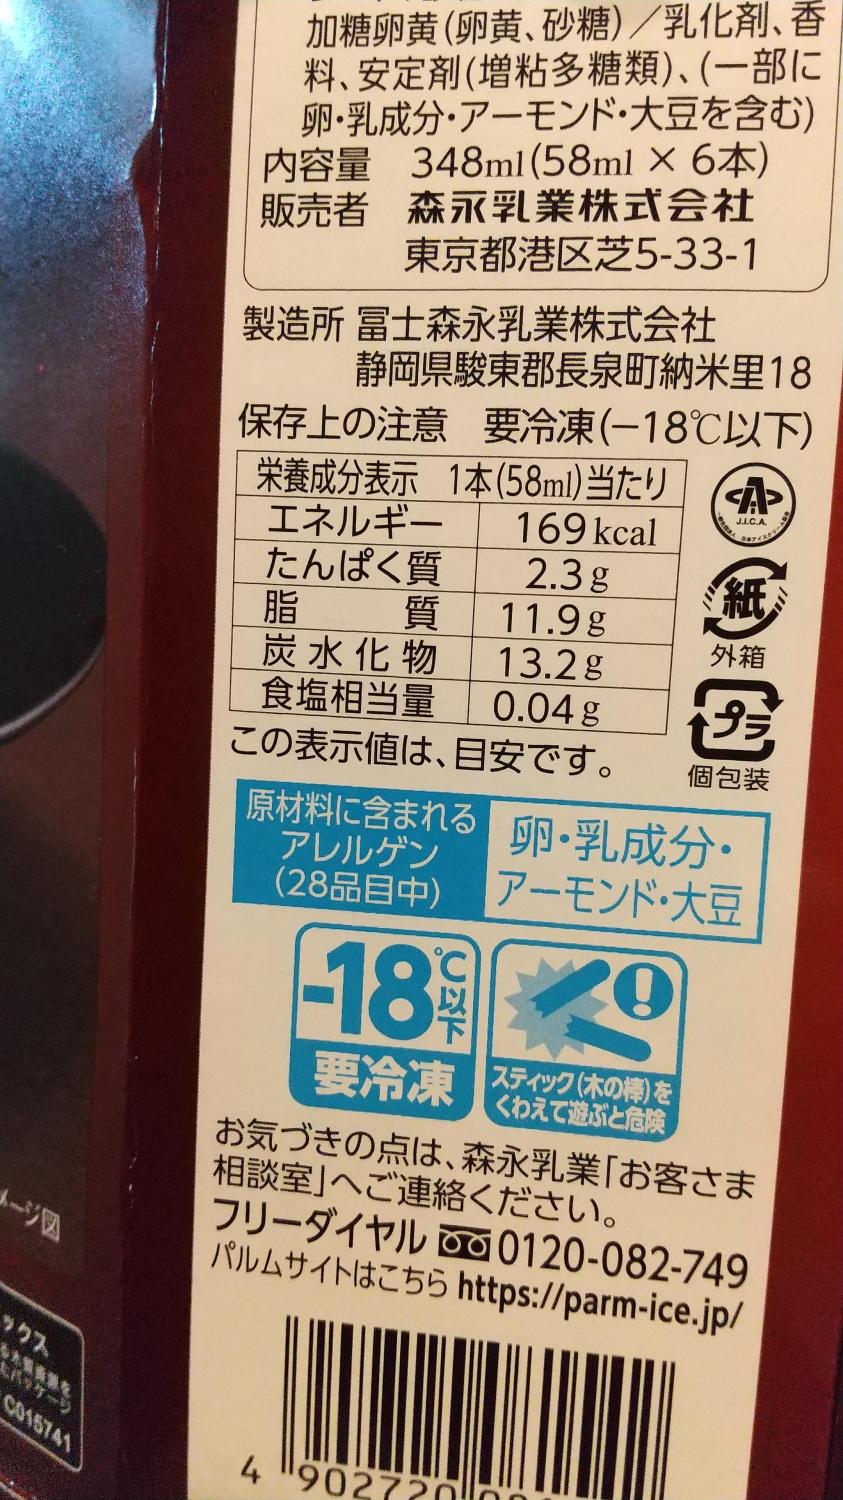 加糖卵黄(卵黄、砂糖)／乳化剤、香
料、安定剤(増粘多糖類)、(一部に
卵・乳成分・アーモンド・大豆を含む)
内容量 348ml(58ml × 6本)
販売者 森永乳業株式会社
東京都港区芝5-33-1
製造所 冨士森永乳業株式会社
静岡県駿東郡長泉町納米里18
保存上の注意 要冷凍(－18℃以下)
栄養成分表示 1本(58ml)当たり
エネルギー 169kcal
たんぱく質 2.3g
脂質 11.9g
炭水化物 13.2g
食塩相当量 0.04g
J.I.C.A.
紙
外箱
プラ
個包装
この表示値は、目安です。
原材料に含まれる
アレルゲン
(28品目中)
卵・乳成分・
アーモンド・大豆
-18℃以下
要冷凍
スティック(木の棒)を
くわえて遊ぶと危険
お気づきの点は、森永乳業「お客さま
相談室」へご連絡ください。
フリーダイヤル 0120-082-749
パルムサイトはこちら https://parm-ice.jp/
4 902720
メージ図
ックス
C016741